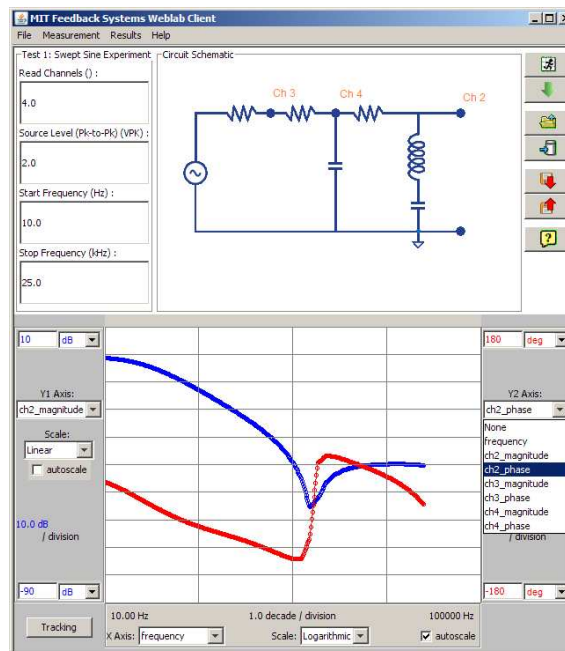 MIT Feedback Systems Weblab Client
File Measurement Results Help
Test 1: Swept Sine Experiment
Read Channels () :
4.0
Source Level (Pk-to-Pk) (VPK) :
2.0
Start Frequency (Hz) :
10.0
Stop Frequency (kHz) :
25.0
Circuit Schematic
Ch 3
Ch 4
Ch 2
10 dB
Y1 Axis:
ch2_magnitude
Scale:
Linear
autoscale
10.0 dB
/ division
-90 dB
180 deg
Y2 Axis:
ch2_phase
None
frequency
ch2_magnitude
ch2_phase
ch3_magnitude
ch3_phase
ch4_magnitude
ch4_phase
/ division
-180 deg
Tracking
10.00 Hz 1.0 decade / division 100000 Hz
X Axis: frequency Scale: Logarithmic autoscale